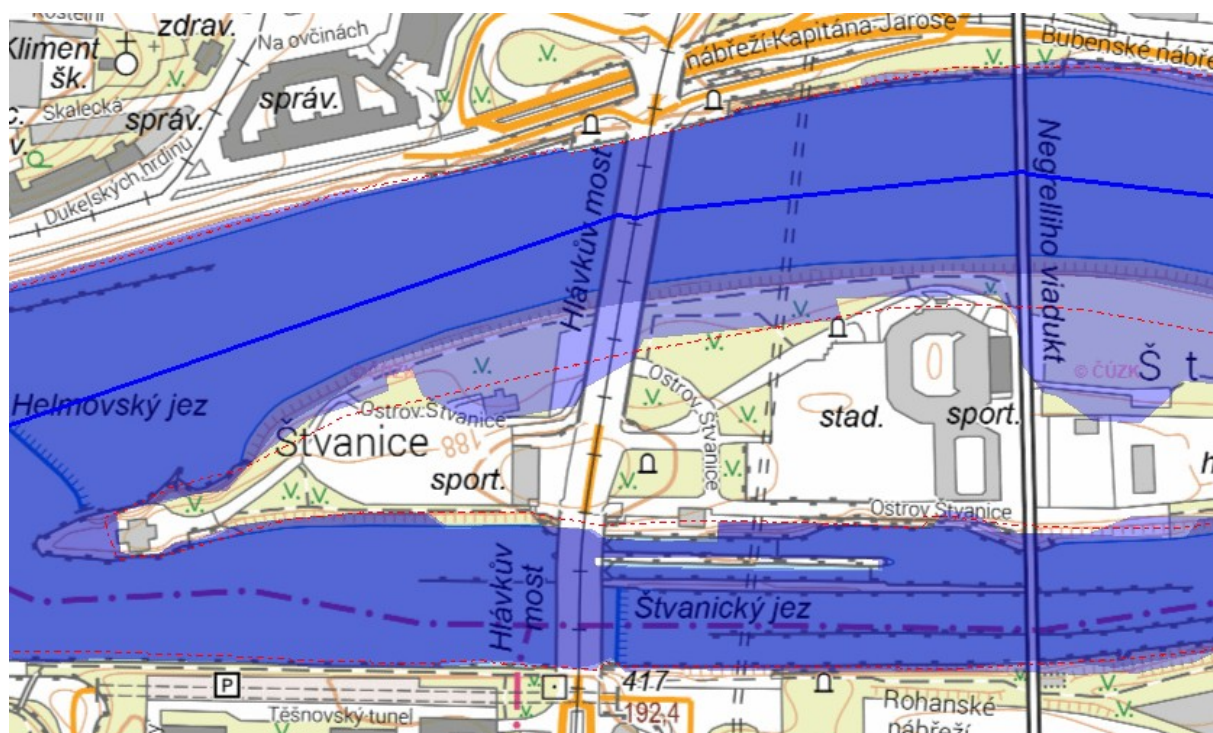 Kostelní
zdrav.
Na ovčinách
nábřeží Kapitána Jaroše
Bubenské nábře
Kliment
šk.
V.
správ.
V.
V.
V.
V.
Skalecká
správ.
c.
v.
Dukelských hrdinů
Hlávkův most
Negrelliho viadukt
V.
V.
V.
V.
© ČÚZK
Š t
Helmovský jez
Ostrov Štvanice
Ostrov Štvanice
Štvanice
188
stad.
sport.
V.
V.
V.
sport.
V.
V.
V.
h
Ostrov Štvanice
Hlávkův
most
Štvanický jez
P
417
192,4
Těšnovský tunel
Rohanské
nábřeží
V.
V.